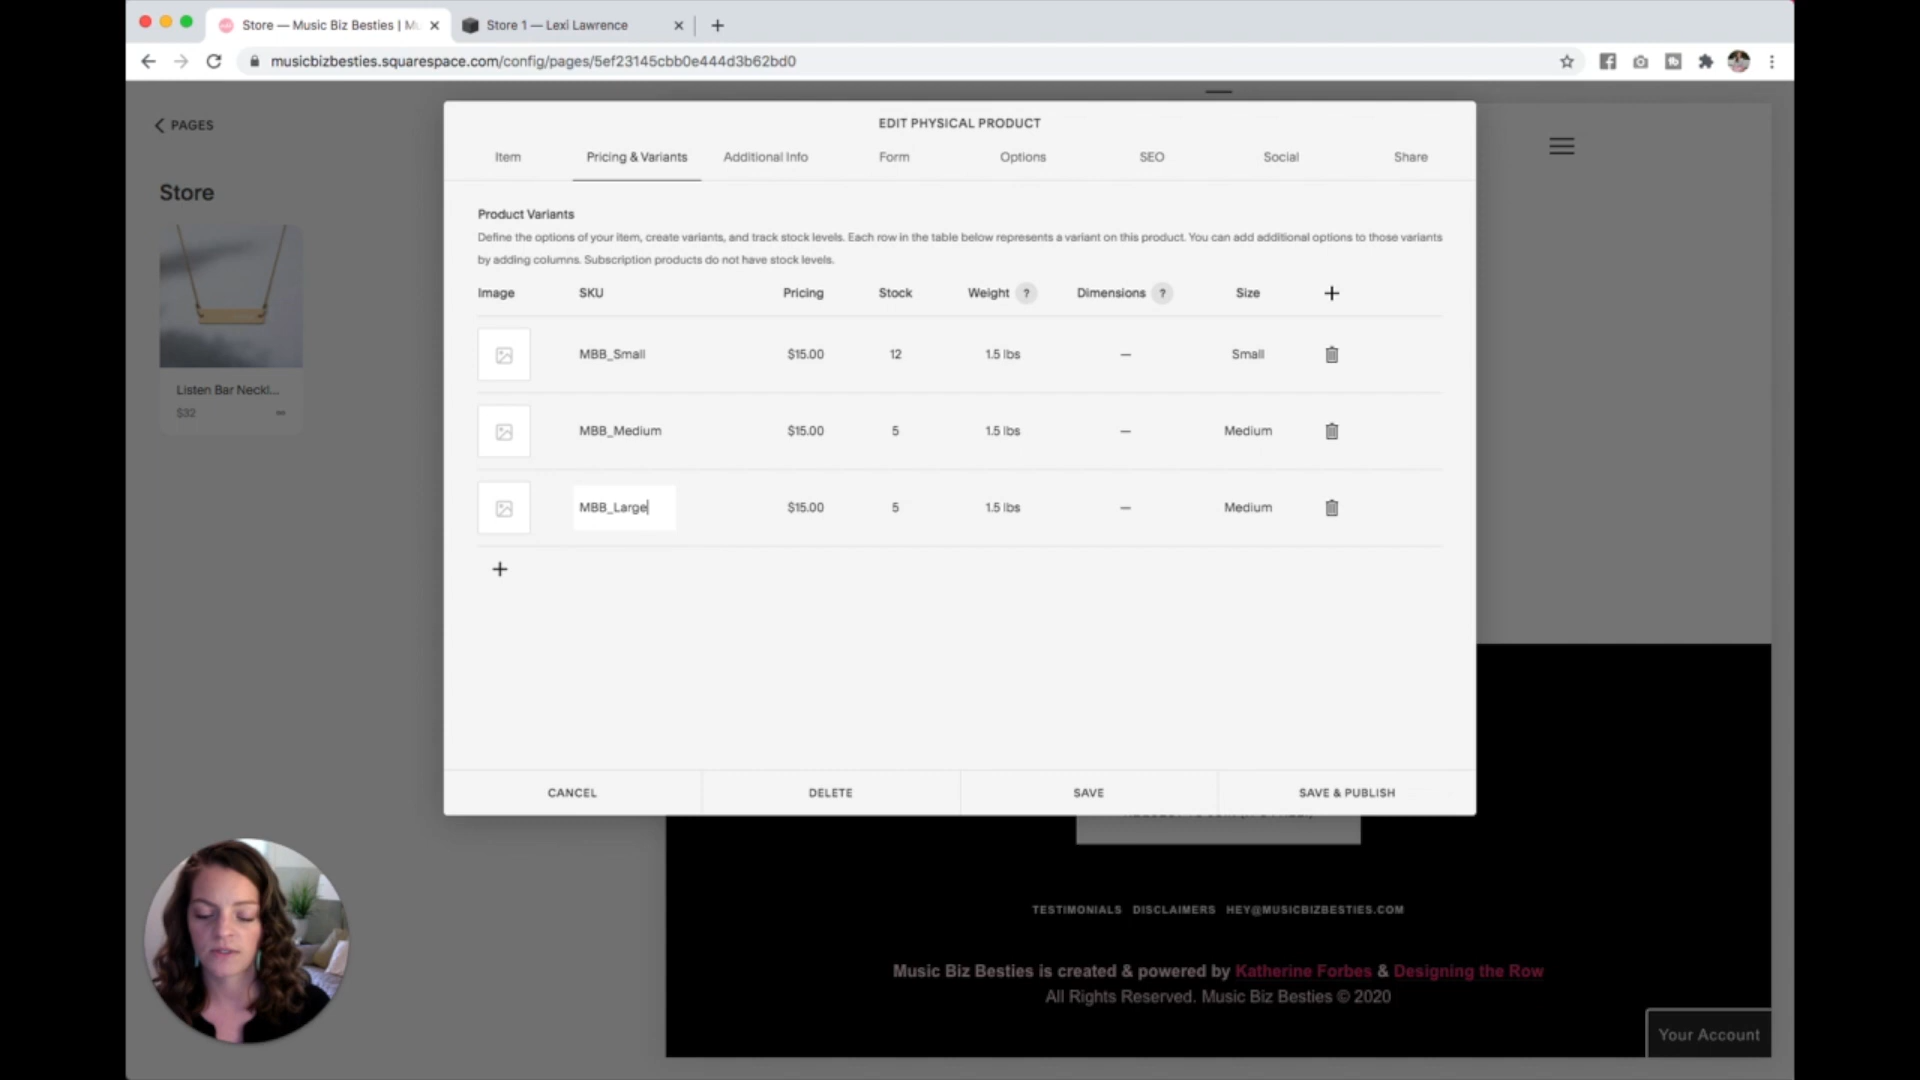 Store — Music Biz Besties | Mu
Store 1 — Lexi Lawrence
musicbizbesties.squarespace.com/config/pages/5ef23145cbb0e444d3b62bd0
PAGES
Store
Listen Bar Neckl...
$32
EDIT PHYSICAL PRODUCT
Item Pricing & Variants Additional Info Form Options SEO Social Share
Product Variants
Define the options of your item, create variants, and track stock levels. Each row in the table below represents a variant on this product. You can add additional options to those variants
by adding columns. Subscription products do not have stock levels.
Image SKU Pricing Stock Weight ? Dimensions ? Size +
MBB_Small $15.00 12 1.5 lbs — Small
MBB_Medium $15.00 5 1.5 lbs — Medium
MBB_Large $15.00 5 1.5 lbs — Medium
+
CANCEL DELETE SAVE SAVE & PUBLISH
TESTIMONIALS DISCLAIMERS HEY@MUSICBIZBESTIES.COM
Music Biz Besties is created & powered by Katherine Forbes & Designing the Row
All Rights Reserved. Music Biz Besties © 2020
Your Account